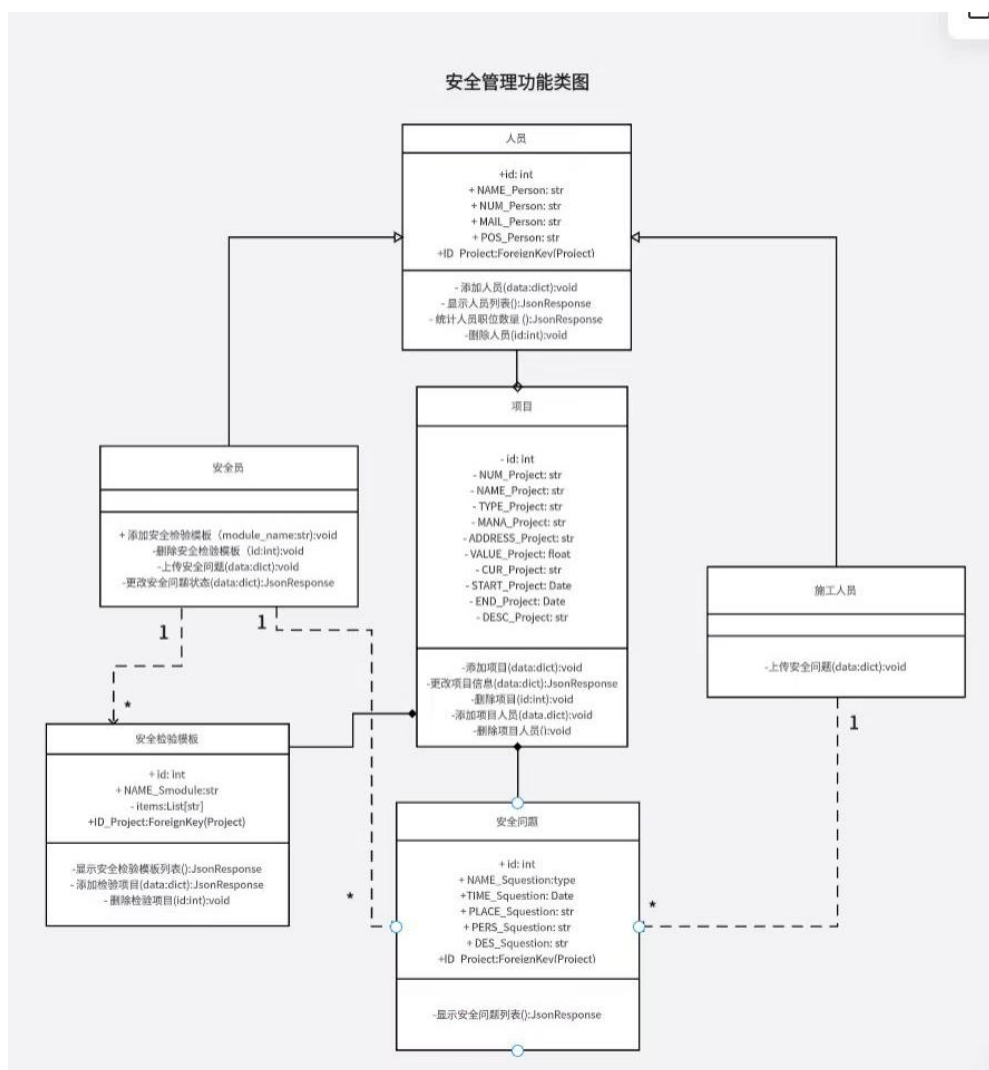 安全管理功能类图
人员
+id: int
+ NAME_Person: str
+ NUM_Person: str
+ MAIL_Person: str
+ POS_Person: str
+ID_Project:ForeignKey(Project)
- 添加人员(data:dict):void
- 显示人员列表():JsonResponse
- 统计人员职位数量 ():JsonResponse
-删除人员(id:int):void
项目
- id: int
- NUM_Project: str
- NAME_Project: str
- TYPE_Project: str
- MANA_Project: str
- ADDRESS_Project: str
- VALUE_Project: float
- CUR_Project: str
- START_Project: Date
- END_Project: Date
- DESC_Project: str
-添加项目(data:dict):void
-更改项目信息(data:dict):JsonResponse
-删除项目(id:int):void
-添加项目人员(data.dict):void
-删除项目人员():void
安全员
+ 添加安全检验模板（module_name:str):void
-删除安全检验模板（id:int):void
-上传安全问题(data:dict):void
-更改安全问题状态(data:dict):JsonResponse
1
1
*
施工人员
-上传安全问题(data:dict):void
1
安全检验模板
+ id: int
+ NAME_Smodule:str
- items:List[str]
+ID_Project:ForeignKey(Project)
-显示安全检验模板列表():JsonResponse
- 添加检验项目(data:dict):JsonResponse
- 删除检验项目(id:int):void
*
*
安全问题
+ id: int
+ NAME_Squestion:type
+TIME_Squestion: Date
+ PLACE_Squestion: str
+ PERS_Squestion: str
+ DES_Squestion: str
+ID_Project:ForeignKey(Project)
-显示安全问题列表():JsonResponse